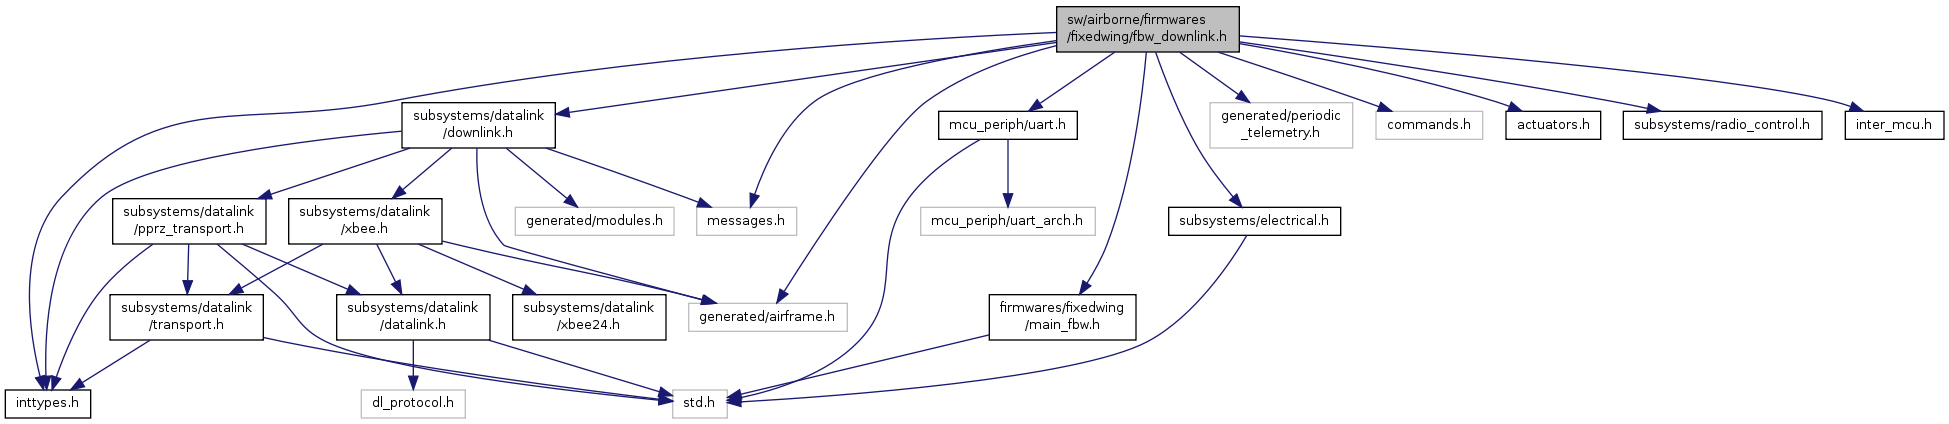 sw/airborne/firmwares
/fixedwing/fbw_downlink.h
subsystems/datalink
/downlink.h
mcu_periph/uart.h
generated/periodic
_telemetry.h
commands.h
actuators.h
subsystems/radio_control.h
inter_mcu.h
subsystems/datalink
/pprz_transport.h
subsystems/datalink
/xbee.h
generated/modules.h
messages.h
mcu_periph/uart_arch.h
subsystems/electrical.h
subsystems/datalink
/transport.h
subsystems/datalink
/datalink.h
subsystems/datalink
/xbee24.h
generated/airframe.h
firmwares/fixedwing
/main_fbw.h
inttypes.h
dl_protocol.h
std.h